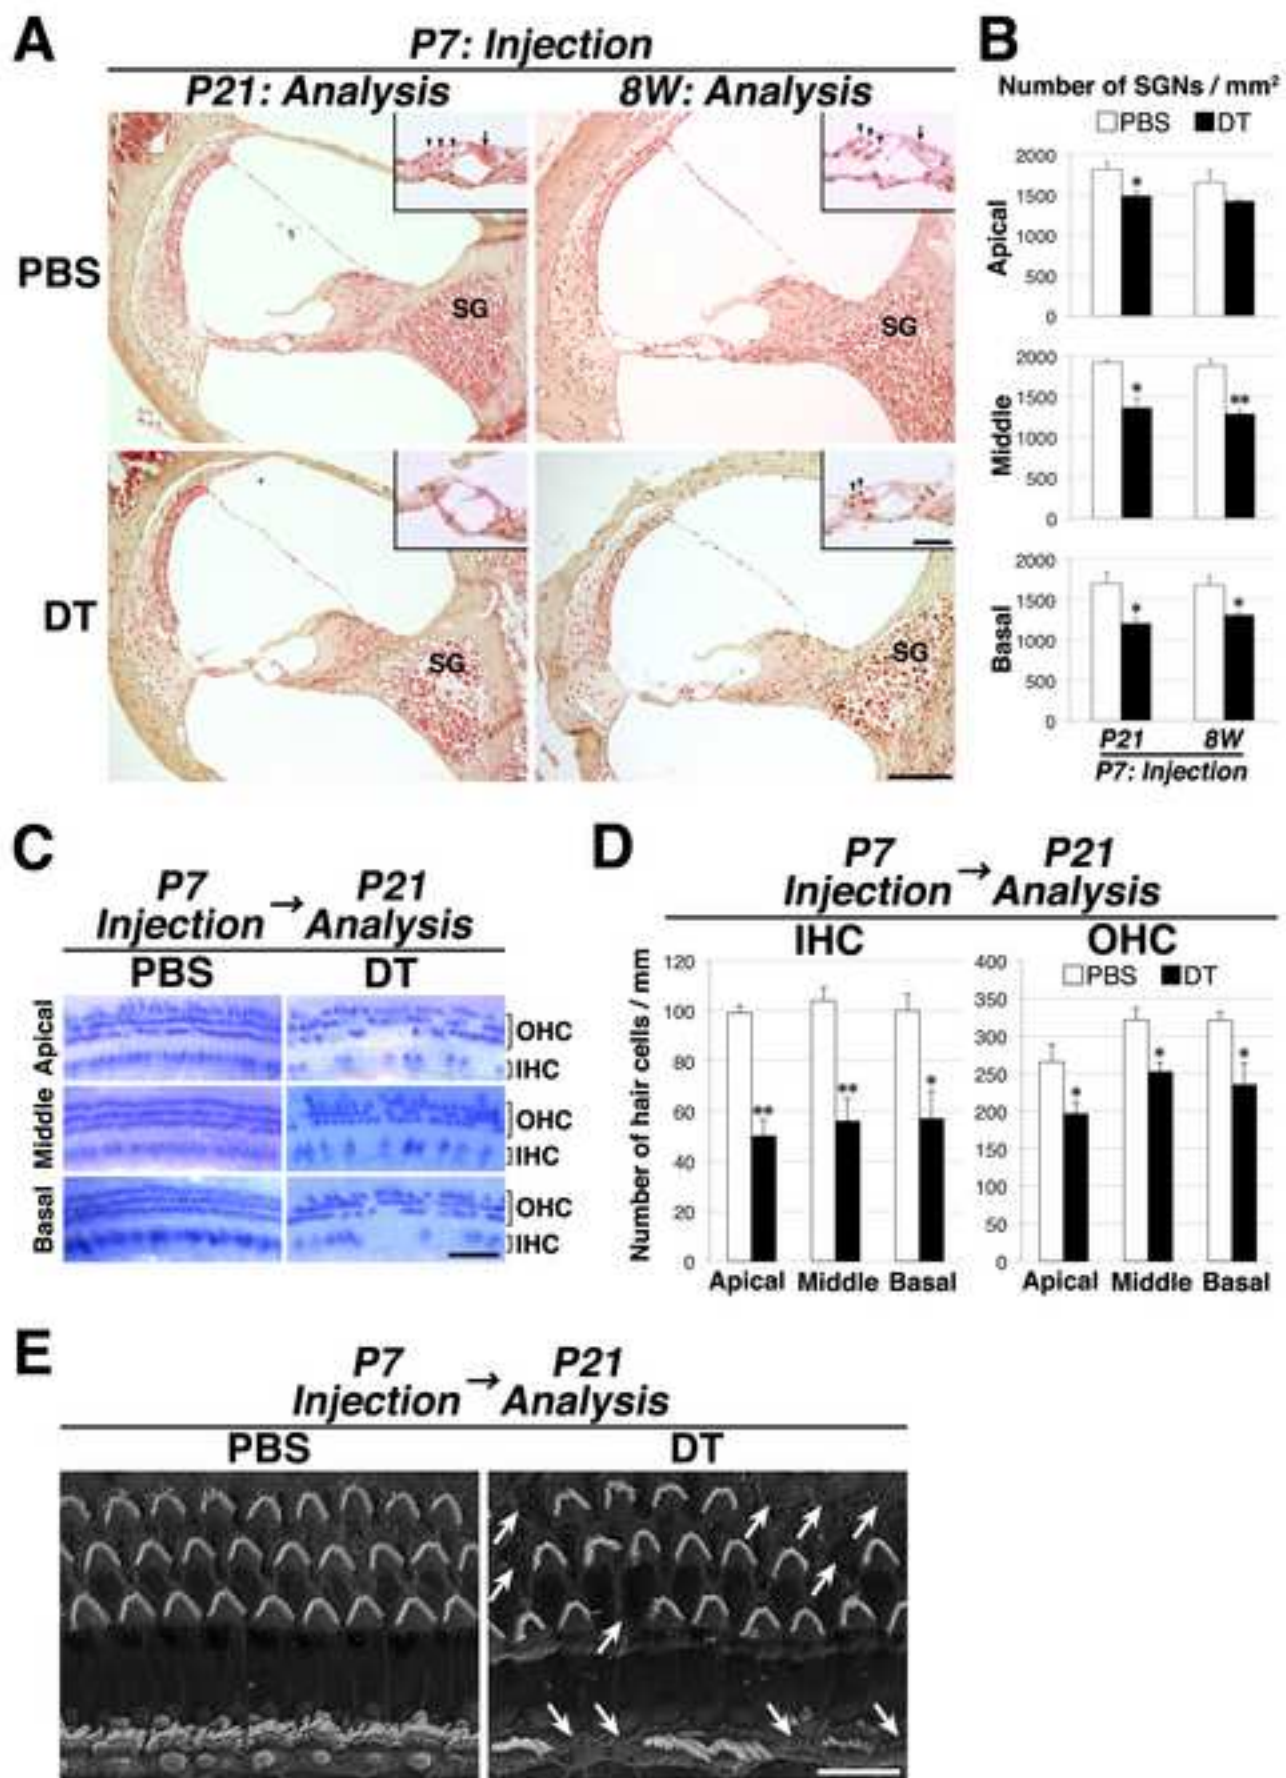 A
P7: Injection
P21: Analysis
8W: Analysis
PBS
SG
SG
DT
SG
SG
B
Number of SGNs / mm²
PBS DT
Apical
2000
1500
1000
500
0
*
Middle
2000
1500
1000
500
0
*
**
Basal
2000
1500
1000
500
0
*
*
P21 8W
P7: Injection
C
P7 Injection → P21 Analysis
PBS DT
Apical
OHC
IHC
Middle
OHC
IHC
Basal
OHC
IHC
D
P7 Injection → P21 Analysis
IHC
Number of hair cells / mm
120
100
80
60
40
20
0
**
**
*
Apical Middle Basal
OHC
PBS DT
400
350
300
250
200
150
100
50
0
*
*
*
Apical Middle Basal
E
P7 Injection → P21 Analysis
PBS DT